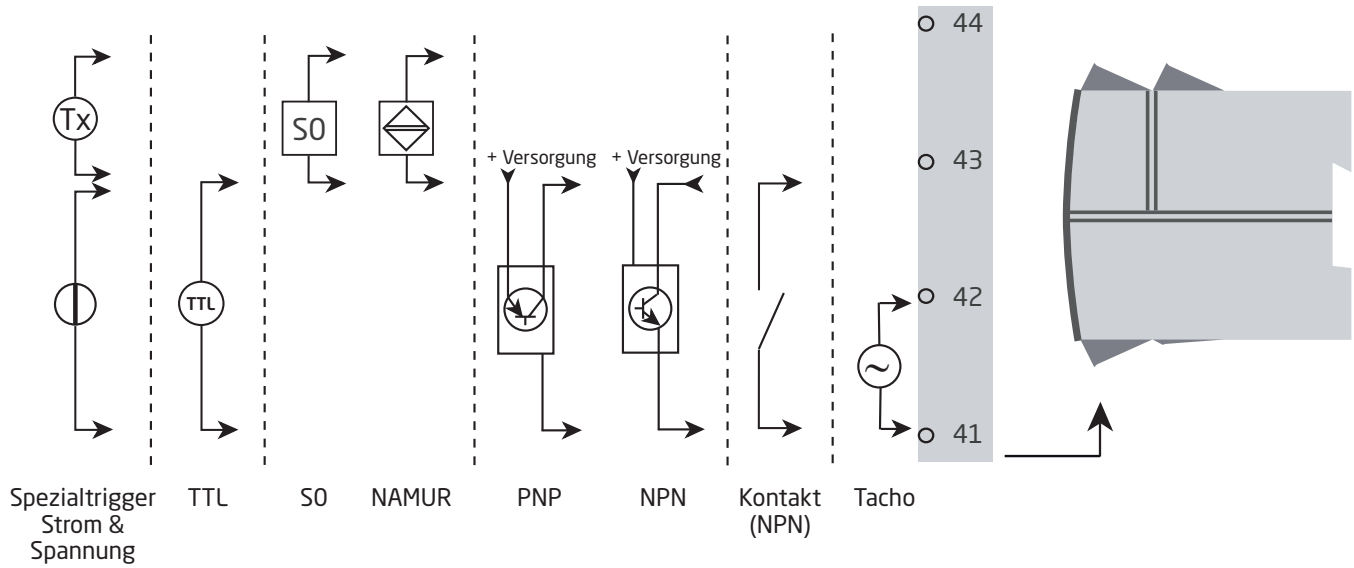 44
Tx
S0
43
+ Versorgung
+ Versorgung
TTL
42
~
41
Spezialtrigger
Strom &
Spannung
TTL
S0
NAMUR
PNP
NPN
Kontakt
(NPN)
Tacho